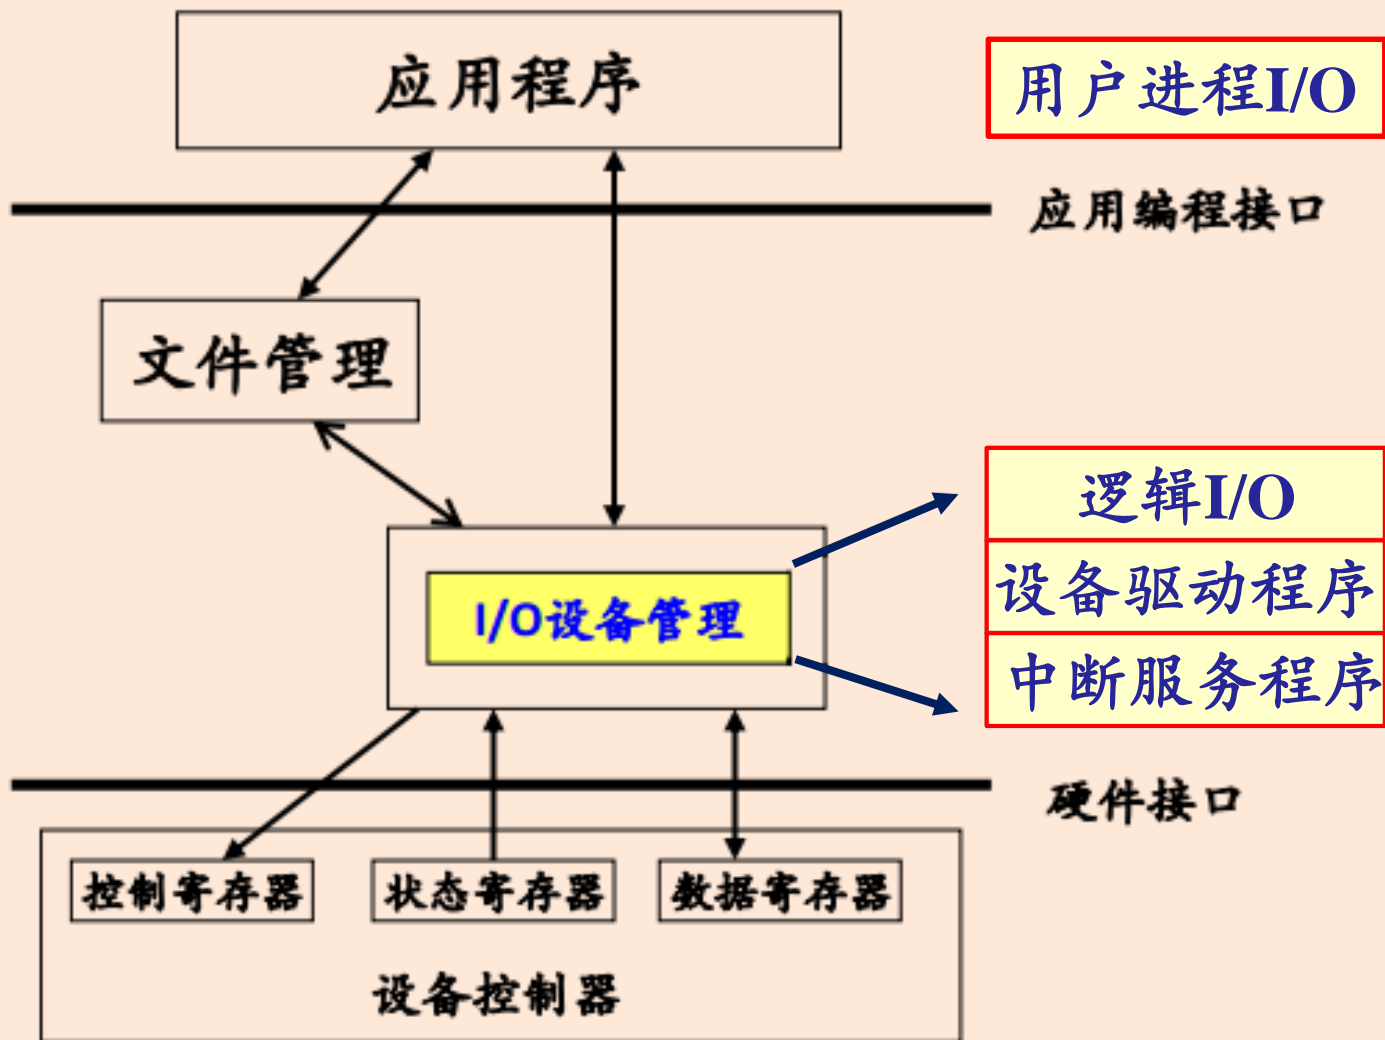 应用程序
用户进程I/O
应用编程接口
文件管理
逻辑I/O
设备驱动程序
I/O设备管理
中断服务程序
硬件接口
控制寄存器
状态寄存器
数据寄存器
设备控制器